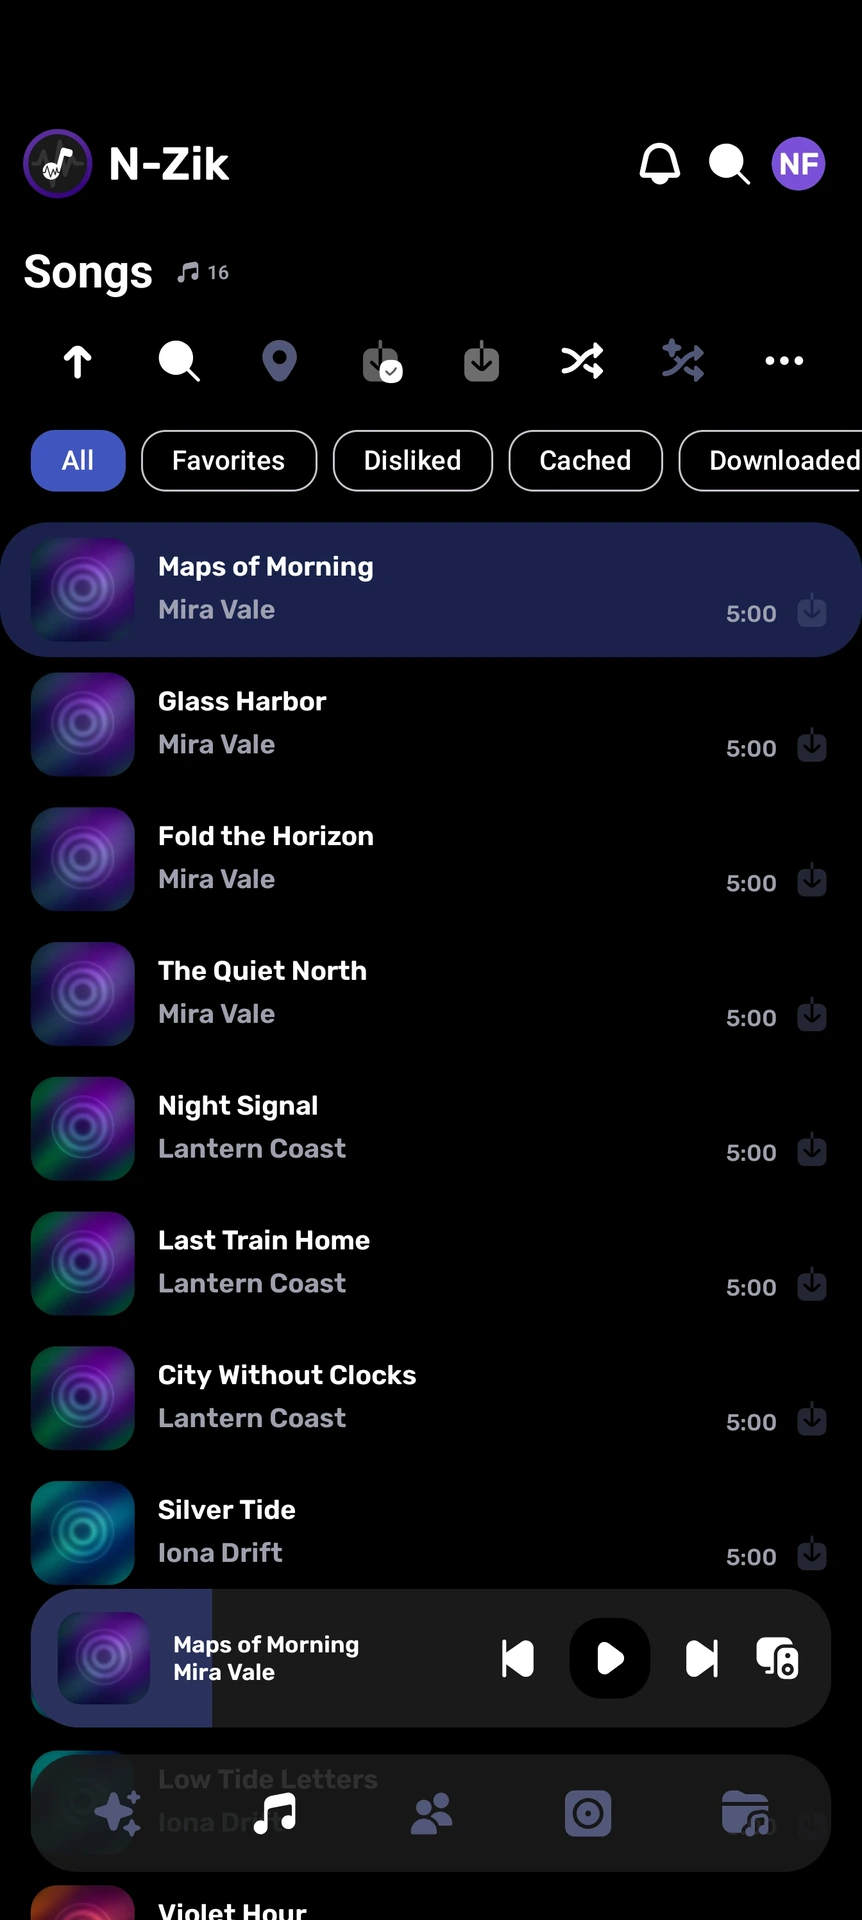 N-Zik
NF
Songs
16
All
Favorites
Disliked
Cached
Downloaded
Maps of Morning
Mira Vale
5:00
Glass Harbor
Mira Vale
5:00
Fold the Horizon
Mira Vale
5:00
The Quiet North
Mira Vale
5:00
Night Signal
Lantern Coast
5:00
Last Train Home
Lantern Coast
5:00
City Without Clocks
Lantern Coast
5:00
Silver Tide
Iona Drift
5:00
Maps of Morning
Mira Vale
Low Tide Letters
Iona Drift
Violet Hour